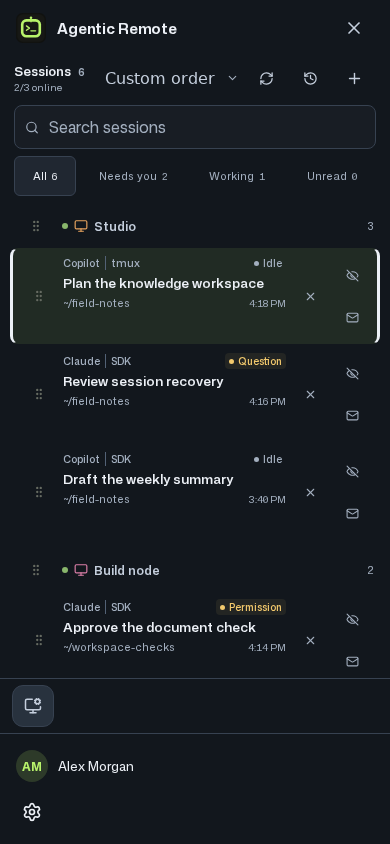 Agentic Remote
Sessions 6
2/3 online
Custom order
Search sessions
All 6
Needs you 2
Working 1
Unread 0
Studio 3
Copilot | tmux Idle
Plan the knowledge workspace
~/field-notes 4:18 PM
Claude | SDK Question
Review session recovery
~/field-notes 4:16 PM
Copilot | SDK Idle
Draft the weekly summary
~/field-notes 3:40 PM
Build node 2
Claude | SDK Permission
Approve the document check
~/workspace-checks 4:14 PM
AM Alex Morgan